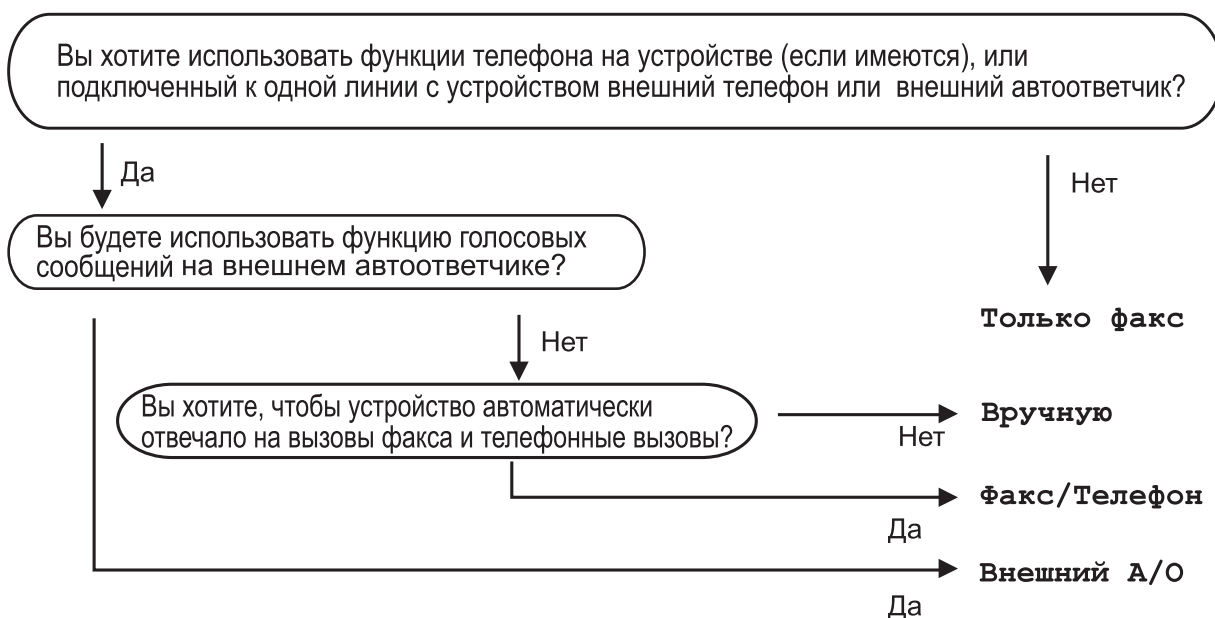 Вы хотите использовать функции телефона на устройстве (если имеются), или
подключенный к одной линии с устройством внешний телефон или внешний автоответчик?
Да
Нет
Вы будете использовать функцию голосовых
сообщений на внешнем автоответчике?
Только факс
Нет
Вы хотите, чтобы устройство автоматически
отвечало на вызовы факса и телефонные вызовы?
Нет
Вручную
Да
Факс/Телефон
Да
Внешний А/О